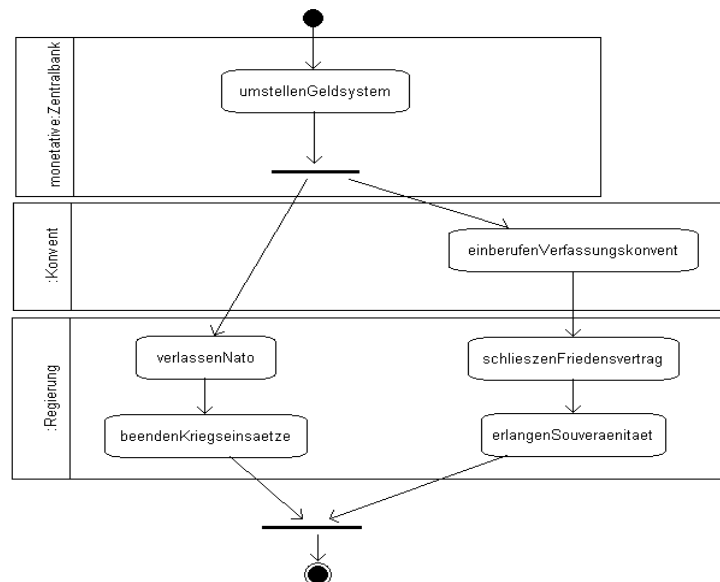 monetative:Zentralbank
umstellenGeldsystem
:Konvent
einberufenVerfassungskonvent
:Regierung
verlassenNato
schlieszenFriedensvertrag
beendenKriegseinsaetze
erlangenSouveraenitaet